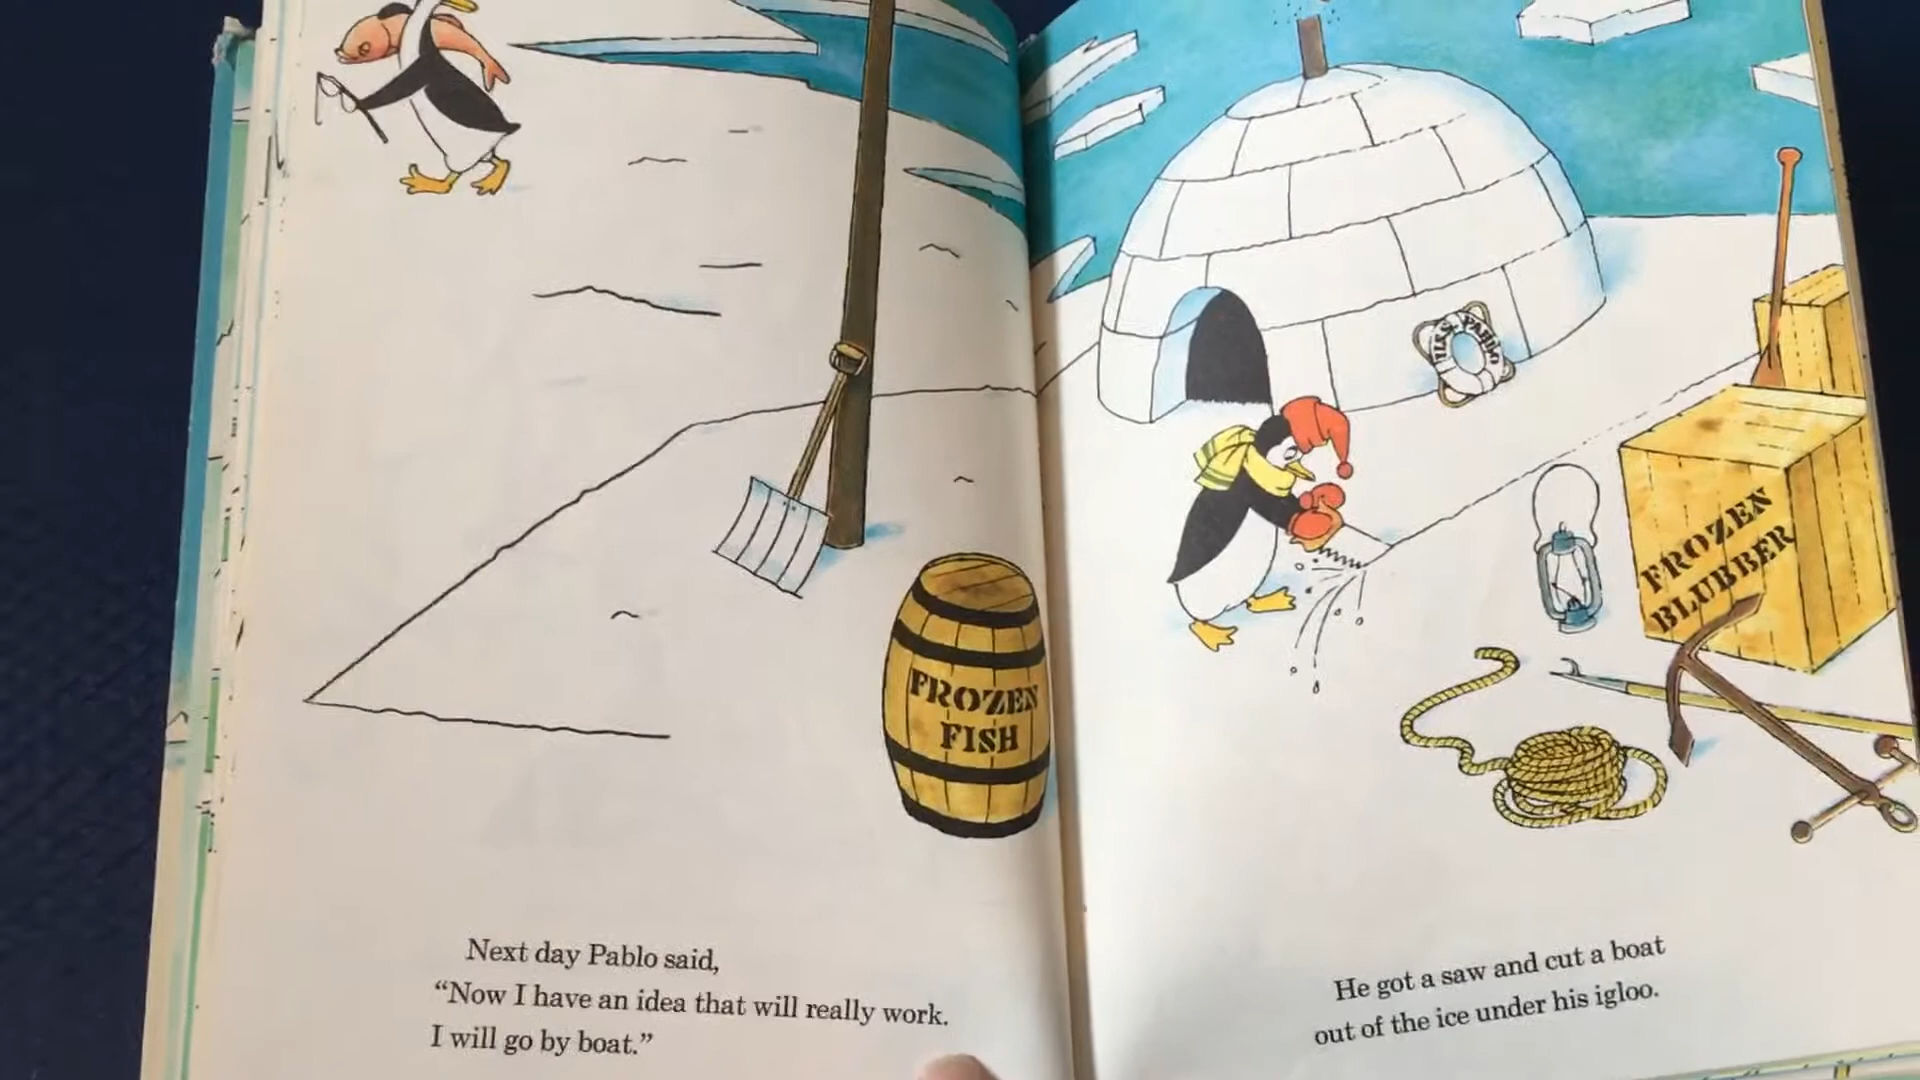 FROZEN
FISH
Next day Pablo said,
“Now I have an idea that will really work.
I will go by boat.”
U.S.S. PABLO
FROZEN
BLUBBER
He got a saw and cut a boat
out of the ice under his igloo.